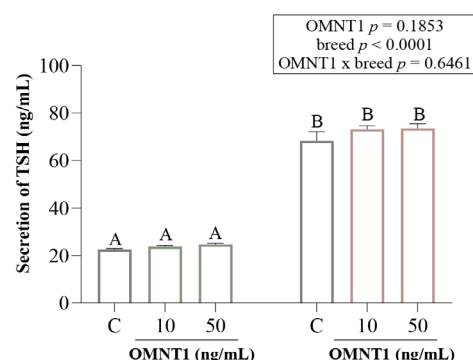 OMNT1 p = 0.1853
breed p < 0.0001
OMNT1 x breed p = 0.6461
Secretion of TSH (ng/mL)
100
80
60
40
20
0
A A A B B B
C 10 50 C 10 50
OMNT1 (ng/mL) OMNT1 (ng/mL)